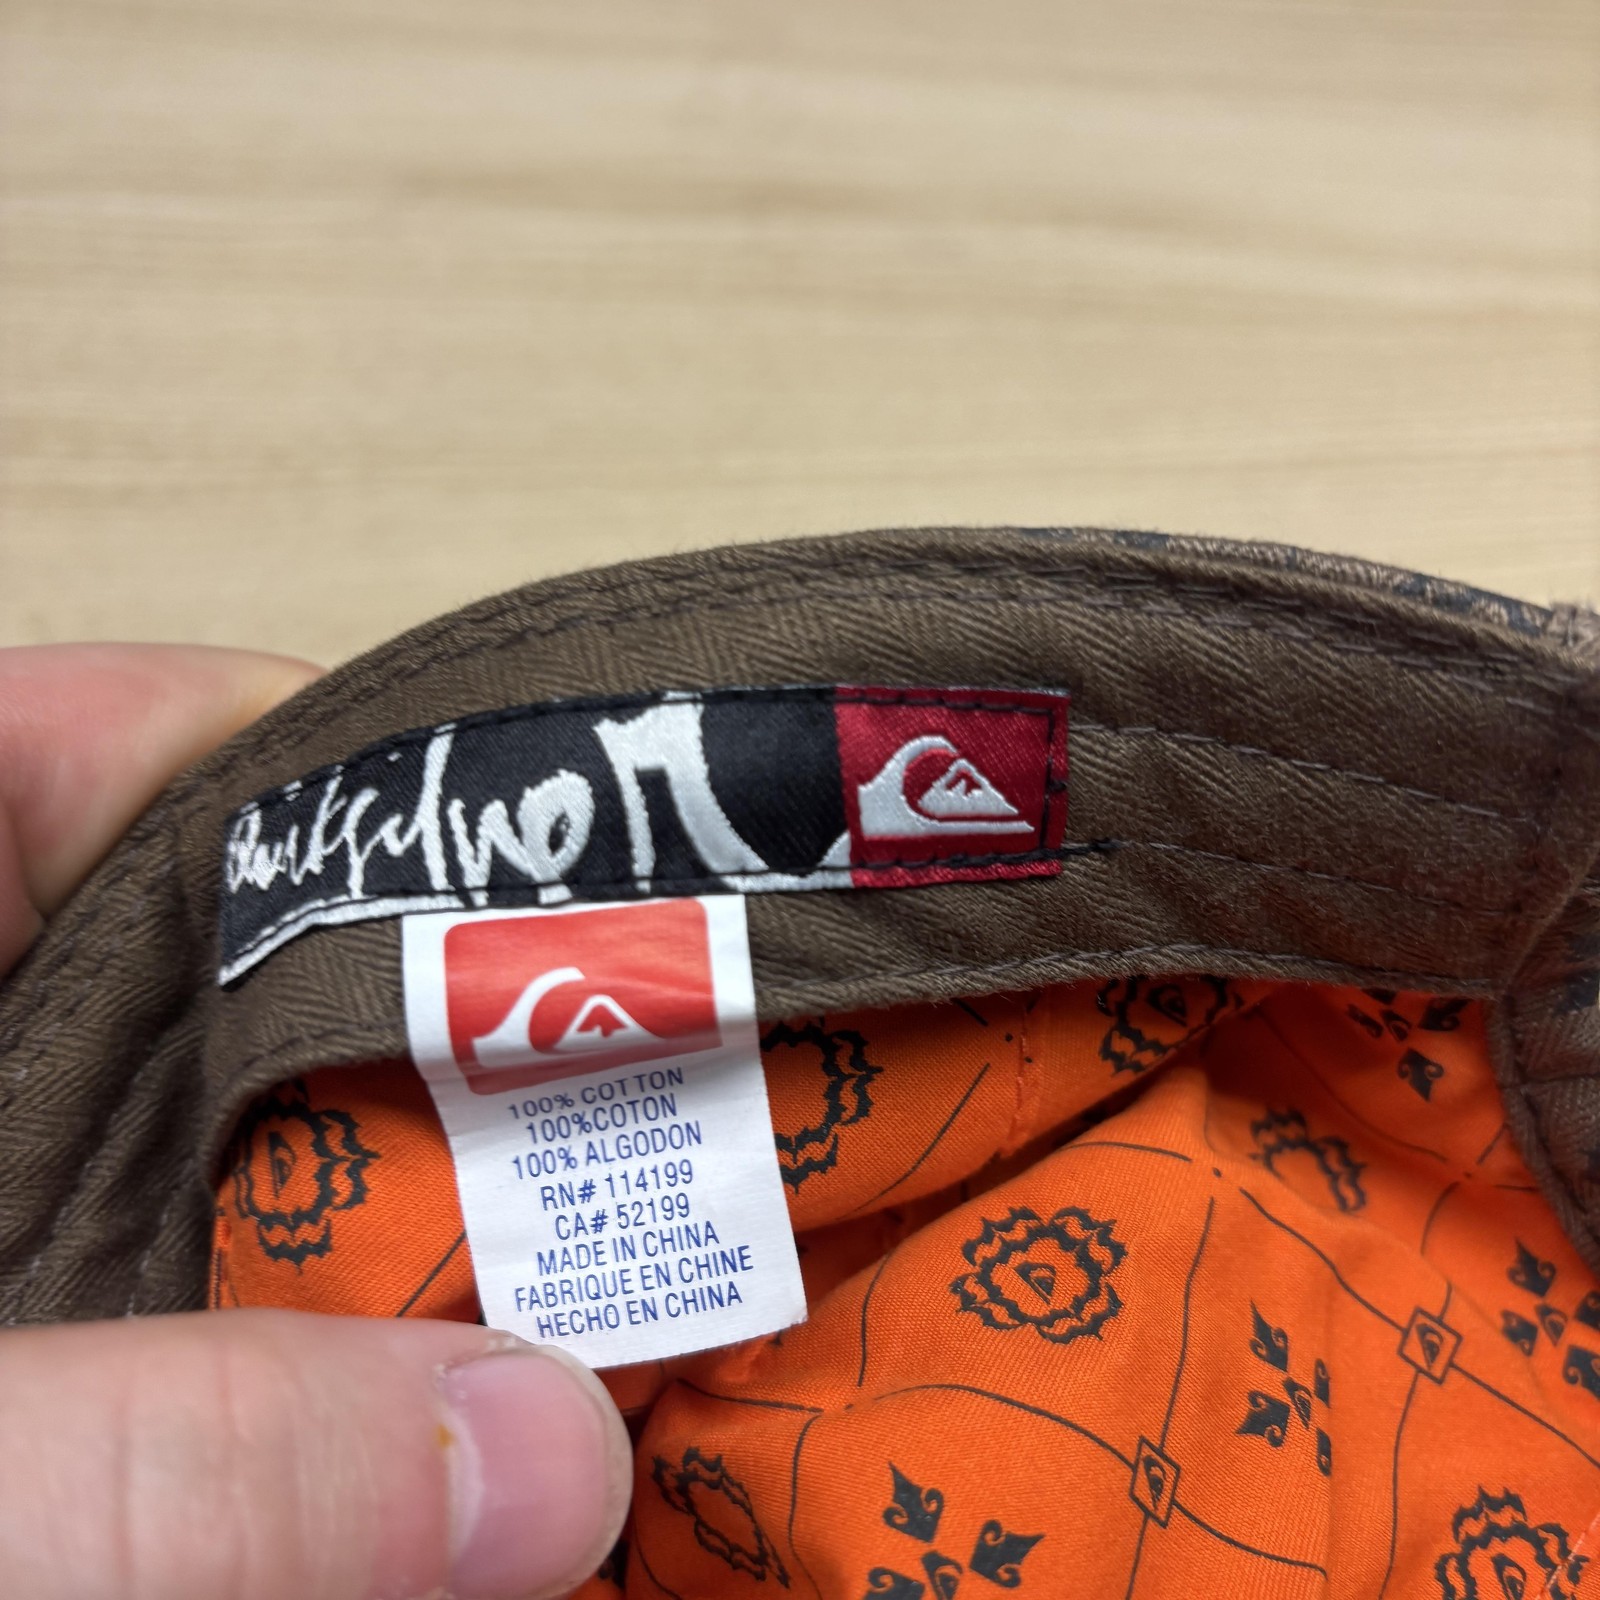 Quiksilver
100% COTTON
100%COTON
100% ALGODON
RN# 114199
CA# 52199
MADE IN CHINA
FABRIQUE EN CHINE
HECHO EN CHINA